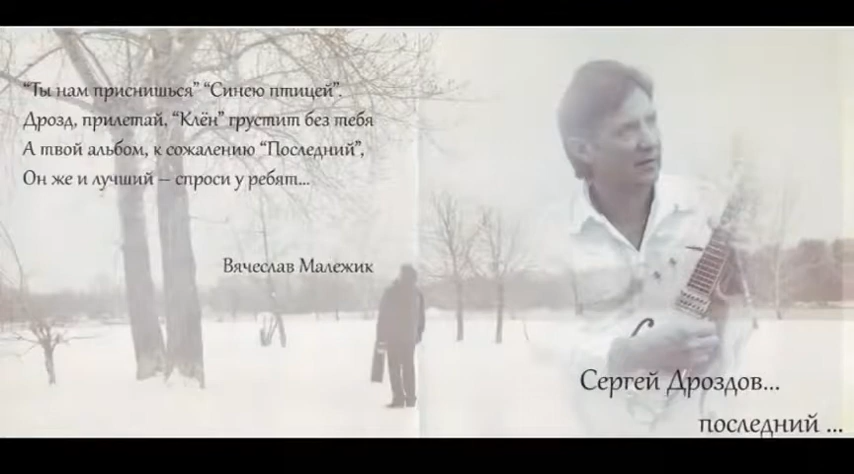 “Ты нам приснишься” “Синею птицей”.
Дрозд, прилетай, “Клён” грустит без тебя
А твой альбом, к сожалению “Последний”,
Он же и лучший – спроси у ребят...
Вячеслав Малежик
Сергей Дроздов...
последний ...